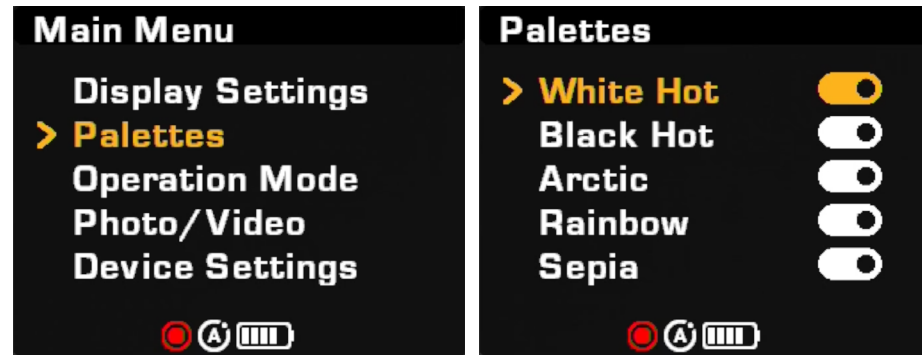 Main Menu
Display Settings
> Palettes
Operation Mode
Photo/Video
Device Settings
A
Palettes
> White Hot
Black Hot
Arctic
Rainbow
Sepia
A